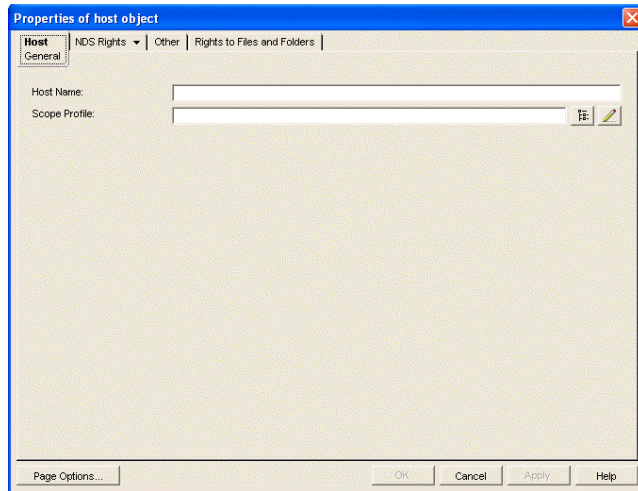 Properties of host object
Host NDS Rights Other Rights to Files and Folders
General
Host Name:
Scope Profile:
Page Options... OK Cancel Apply Help